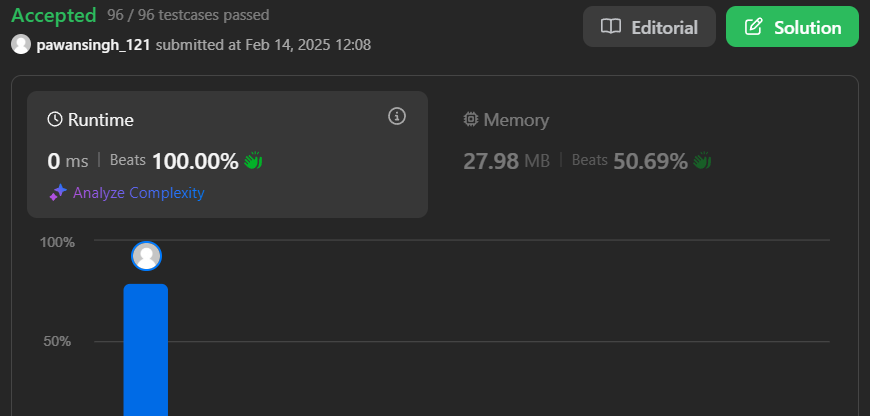 Accepted 96 / 96 testcases passed
pawansingh_121 submitted at Feb 14, 2025 12:08
Editorial
Solution
Runtime
0 ms | Beats 100.00%
Analyze Complexity
Memory
27.98 MB | Beats 50.69%
100%
50%